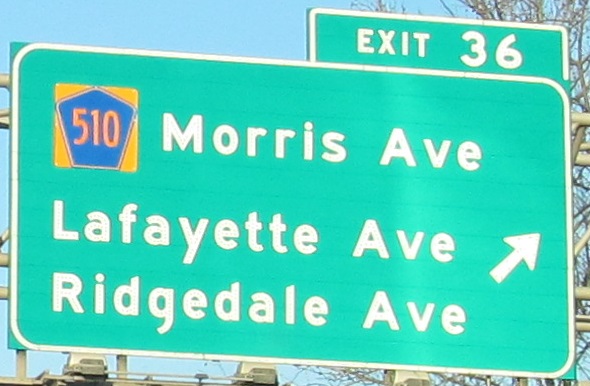 EXIT 36
510 Morris Ave
Lafayette Ave
Ridgedale Ave